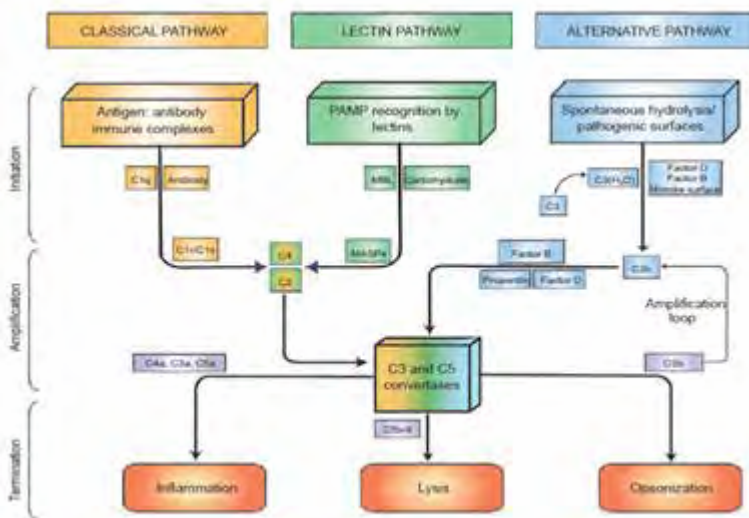 CLASSICAL PATHWAY
LECTIN PATHWAY
ALTERNATIVE PATHWAY
Initiation
Antigen: antibody
immune complexes
PAMP recognition by
lectins
Spontaneous hydrolysis/
pathogenic surfaces
C1q
Antibody
MBL
Carbohydrate
C3
C3(H₂O)
Factor D
Factor B
Microbe surface
C1r/C1s
C4
MASPs
Factor B
Properdin
Factor D
C3b
Amplification
Amplification
loop
C4a, C3a, C5a
C3 and C5
convertases
C3b
Termination
C5b-9
Inflammation
Lysis
Opsonization